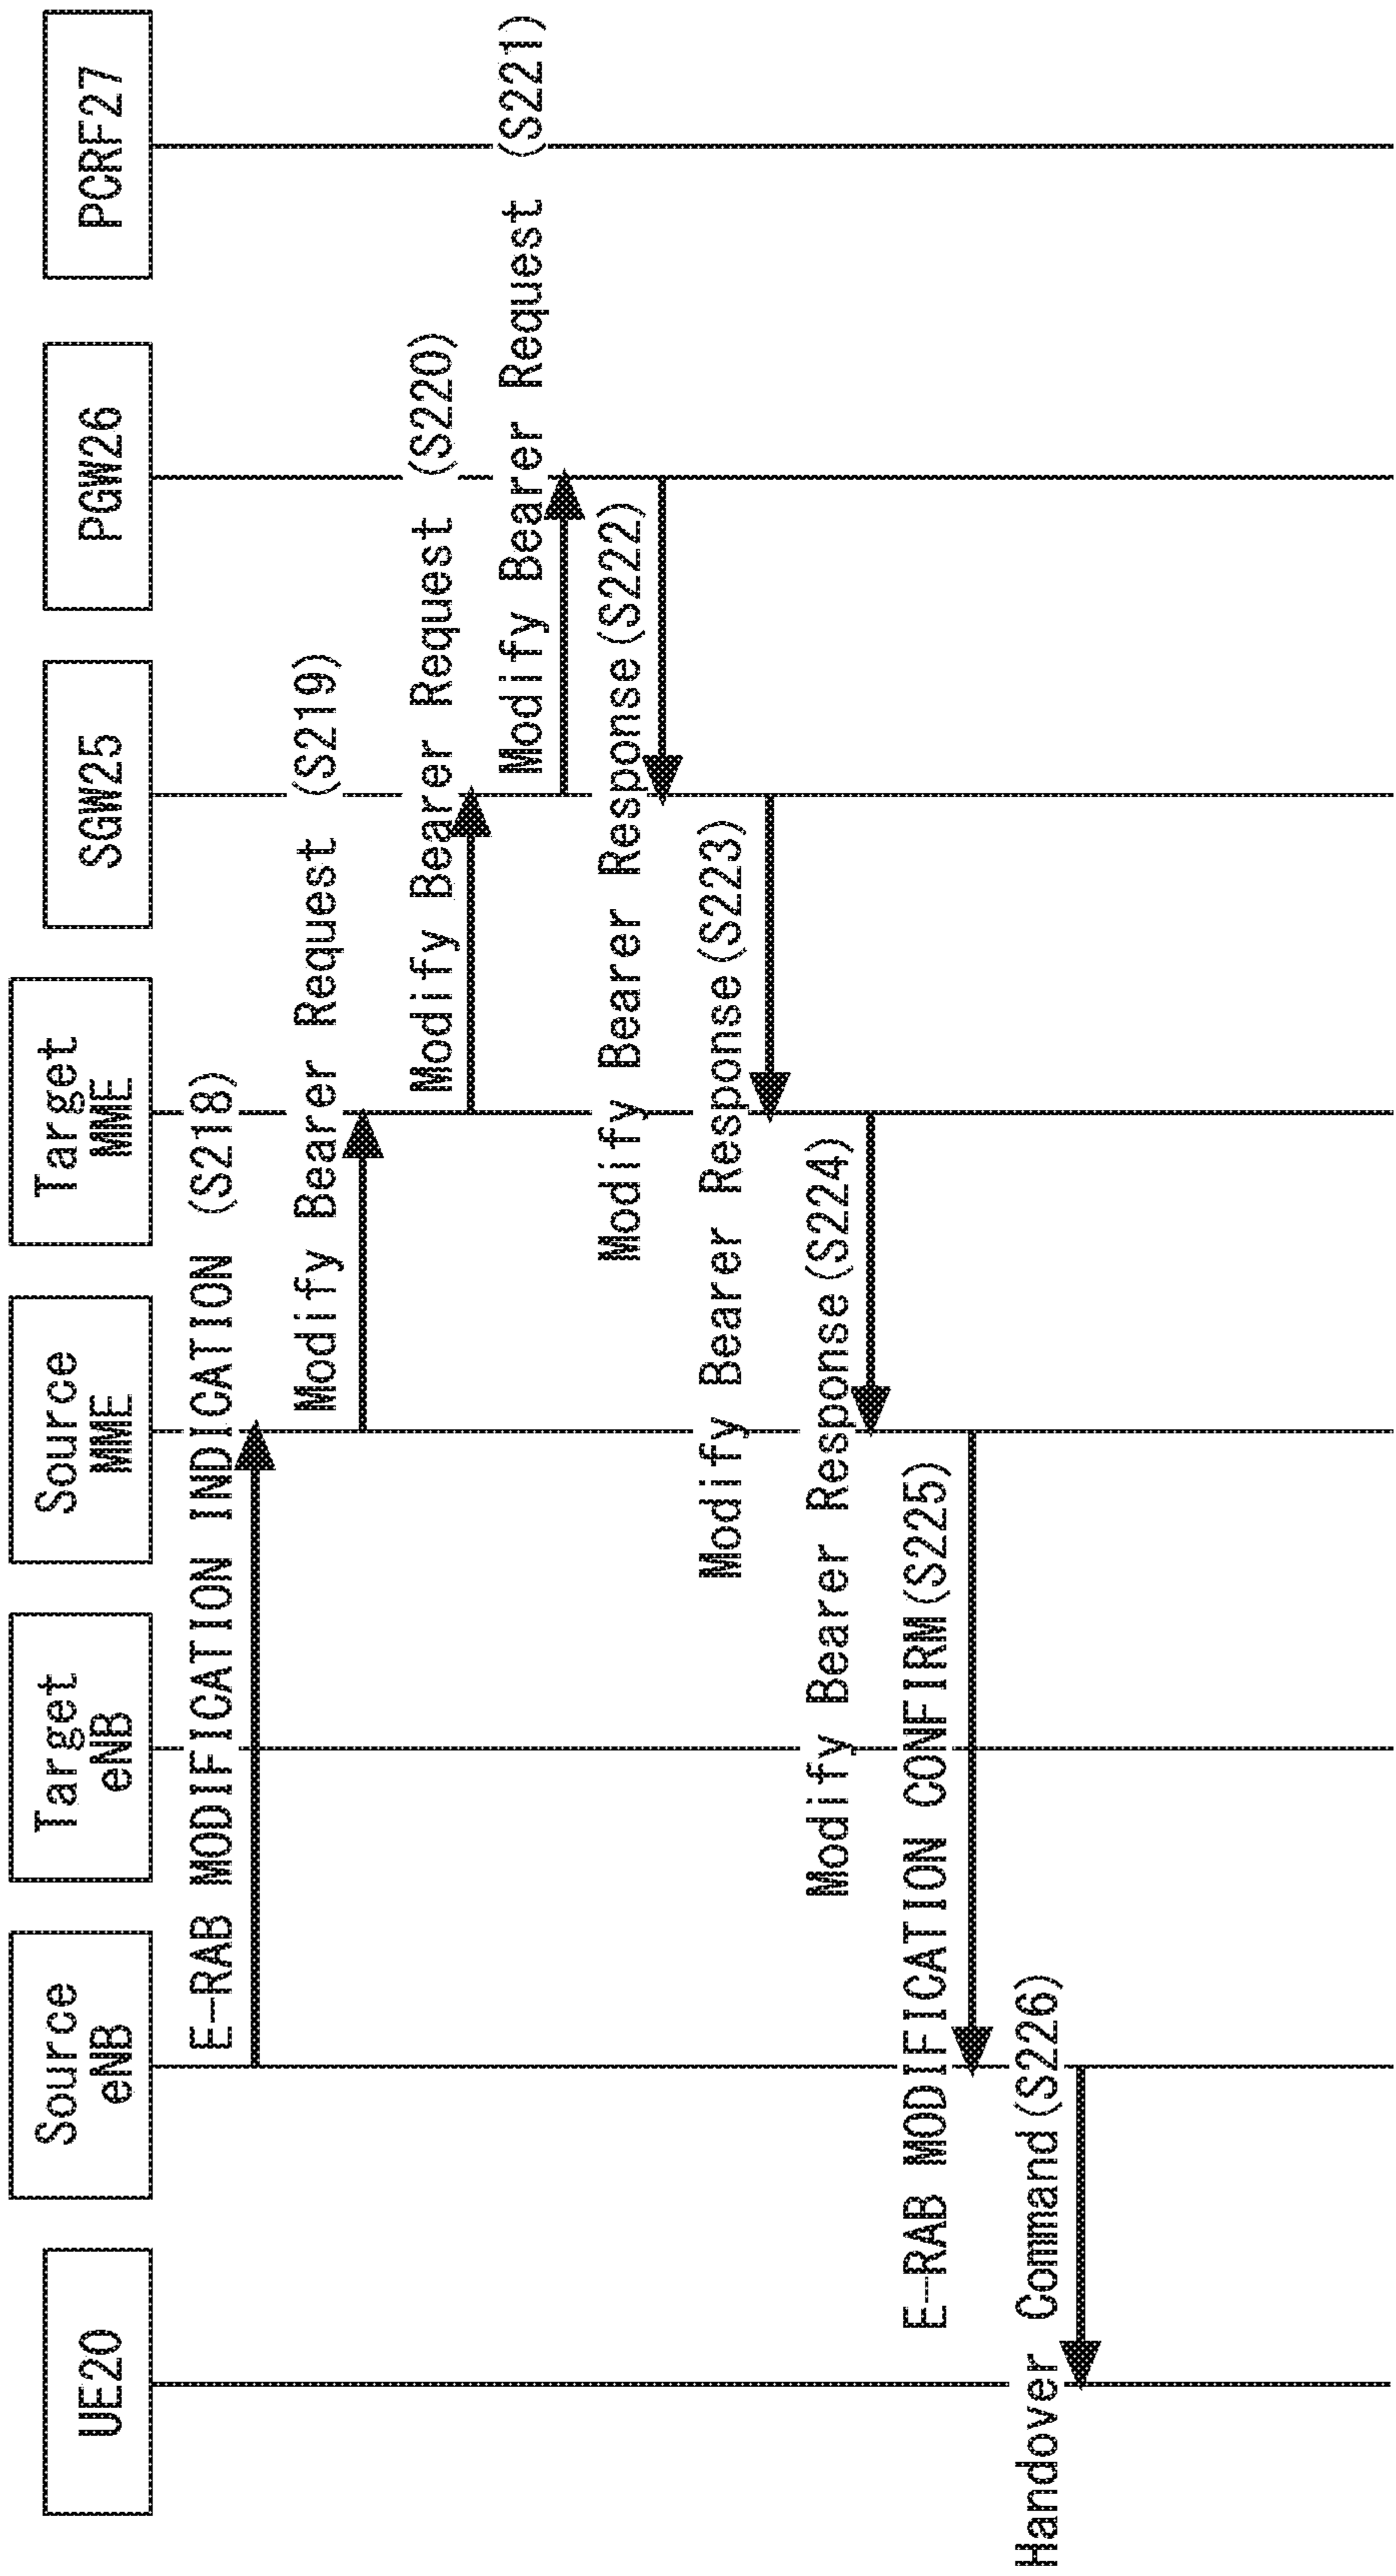 UE20
Source
eNB
Target
eNB
Source
MME
Target
MME
SGW25
PGW26
PCRF27
E-RAB MODIFICATION INDICATION (S218)
Modify Bearer Request (S219)
Modify Bearer Request (S220)
Modify Bearer Request (S221)
Modify Bearer Response(S222)
Modify Bearer Response(S223)
Modify Bearer Response(S224)
E-RAB MODIFICATION CONFIRM(S225)
Handover Command(S226)